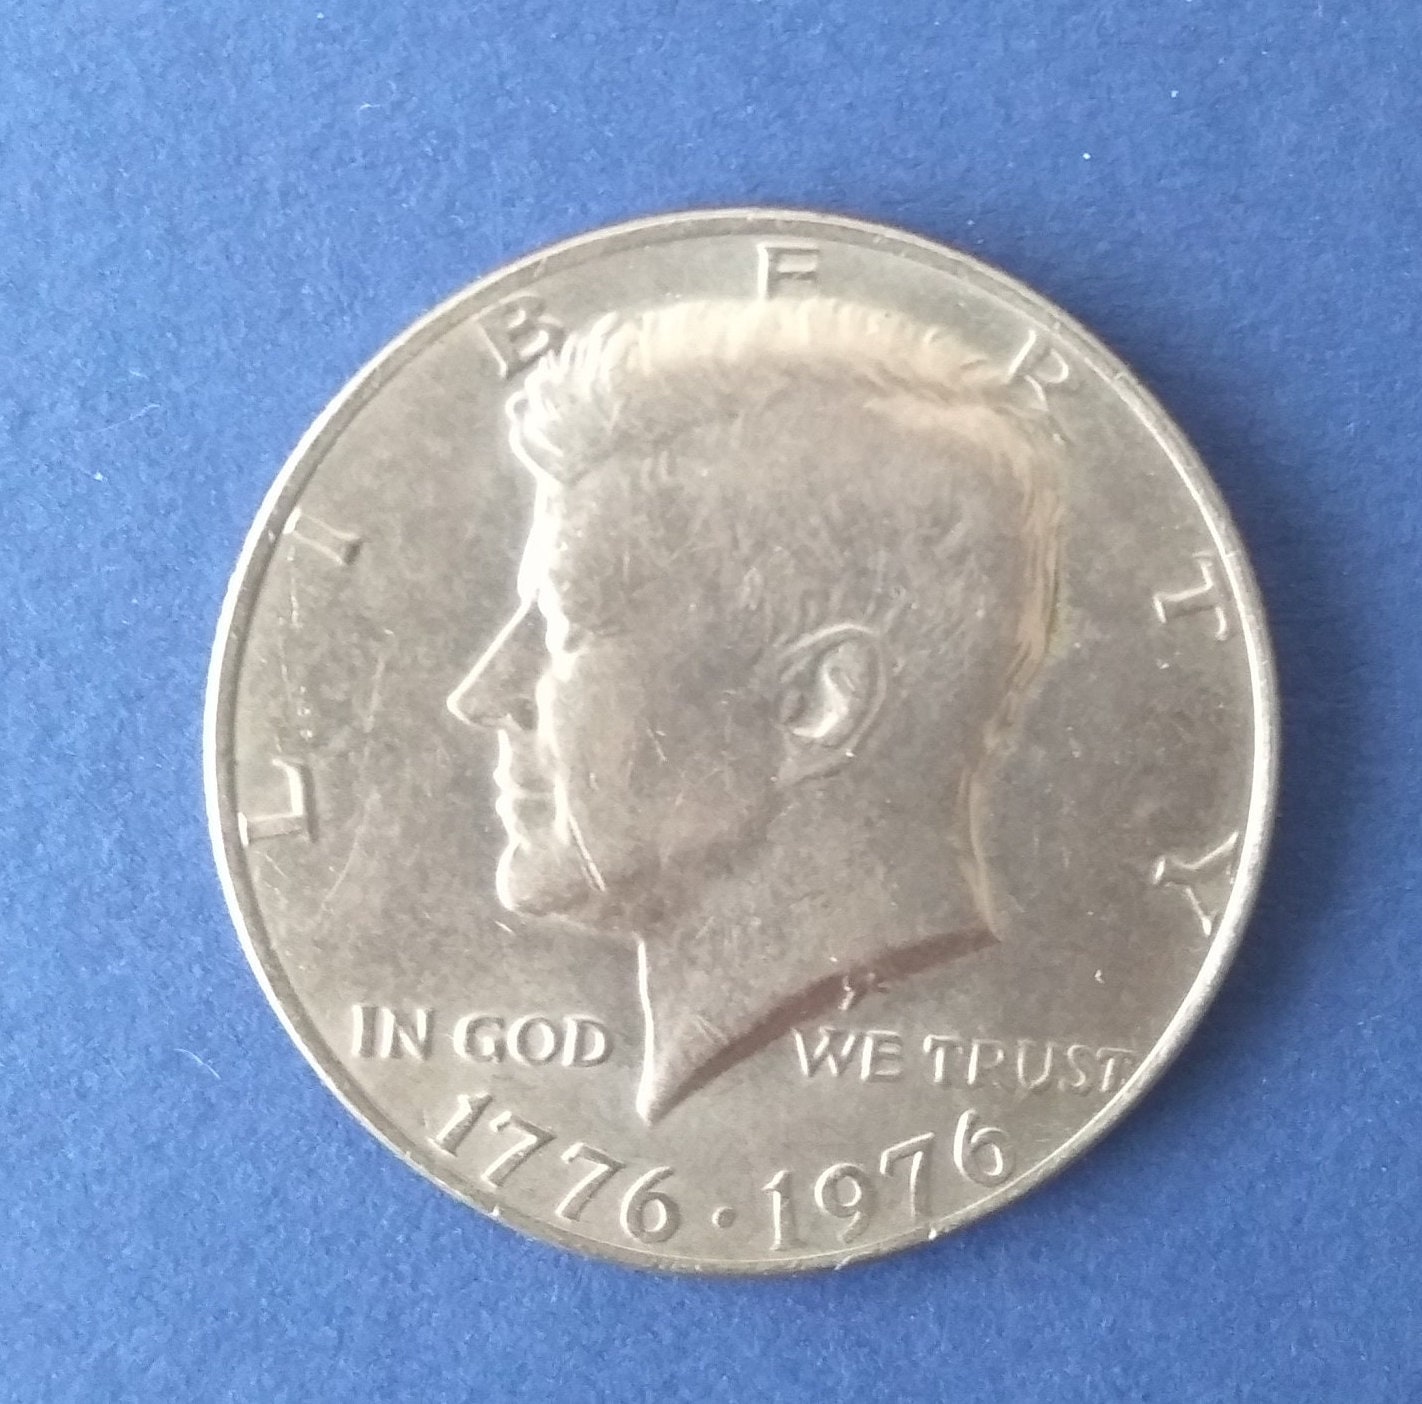 LIBERTY
IN GOD WE TRUST
1776 · 1976